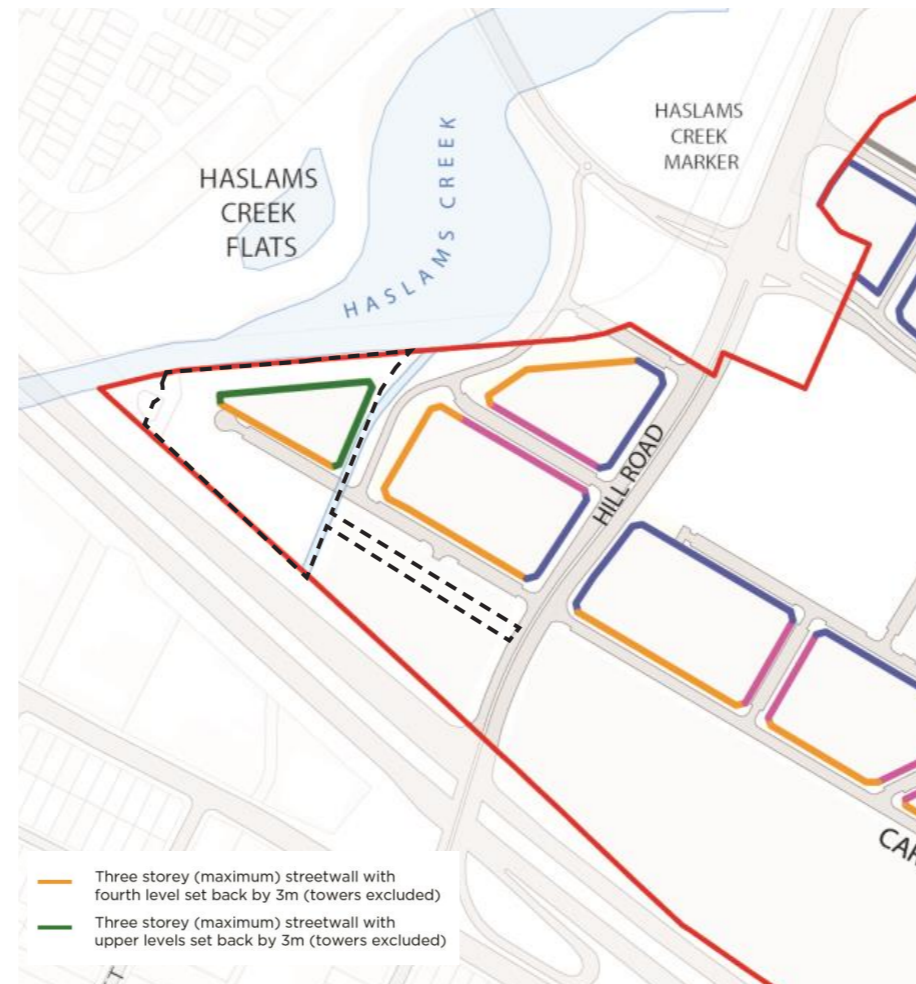 HASLAMS
CREEK
MARKER
HASLAMS
CREEK
FLATS
HASLAMS CREEK
HILL ROAD
Three storey (maximum) streetwall with
fourth level set back by 3m (towers excluded)
Three storey (maximum) streetwall with
upper levels set back by 3m (towers excluded)